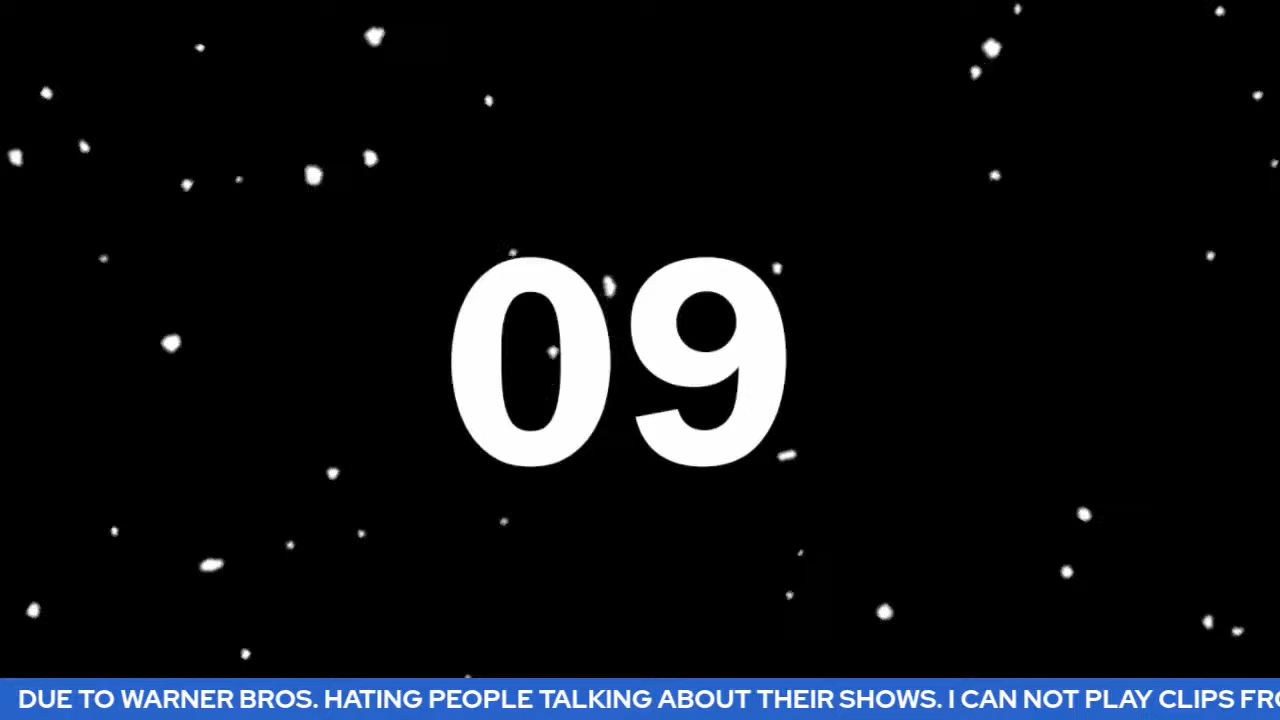 09
DUE TO WARNER BROS. HATING PEOPLE TALKING ABOUT THEIR SHOWS. I CAN NOT PLAY CLIPS